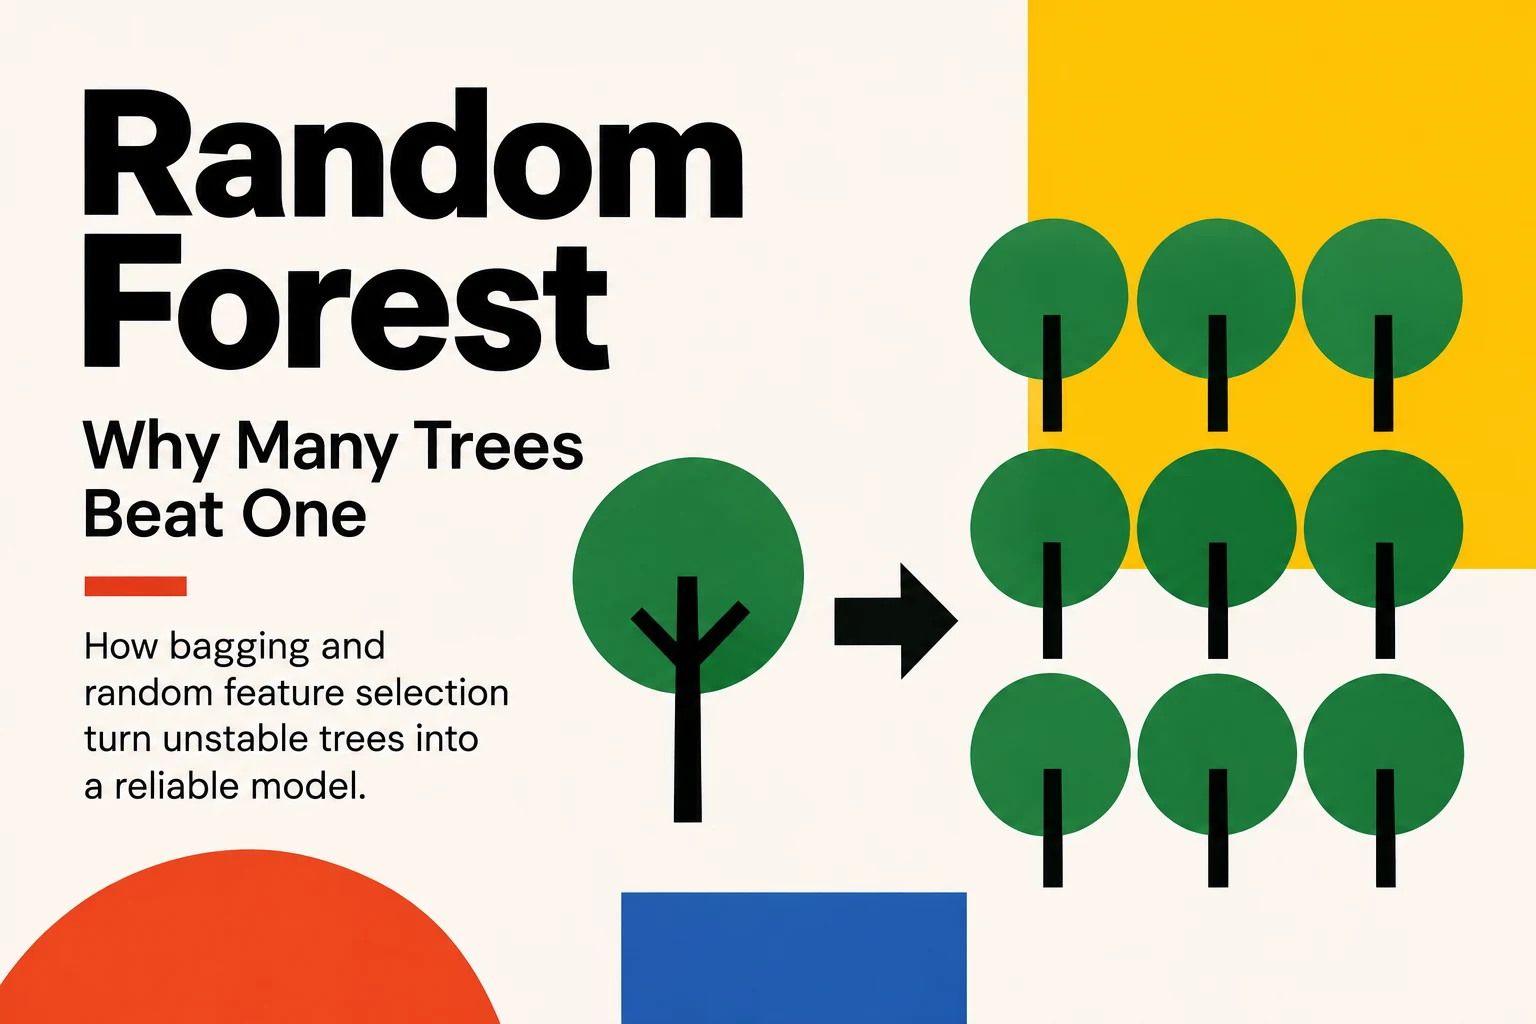 Random
Forest
Why Many Trees
Beat One
How bagging and
random feature selection
turn unstable trees into
a reliable model.